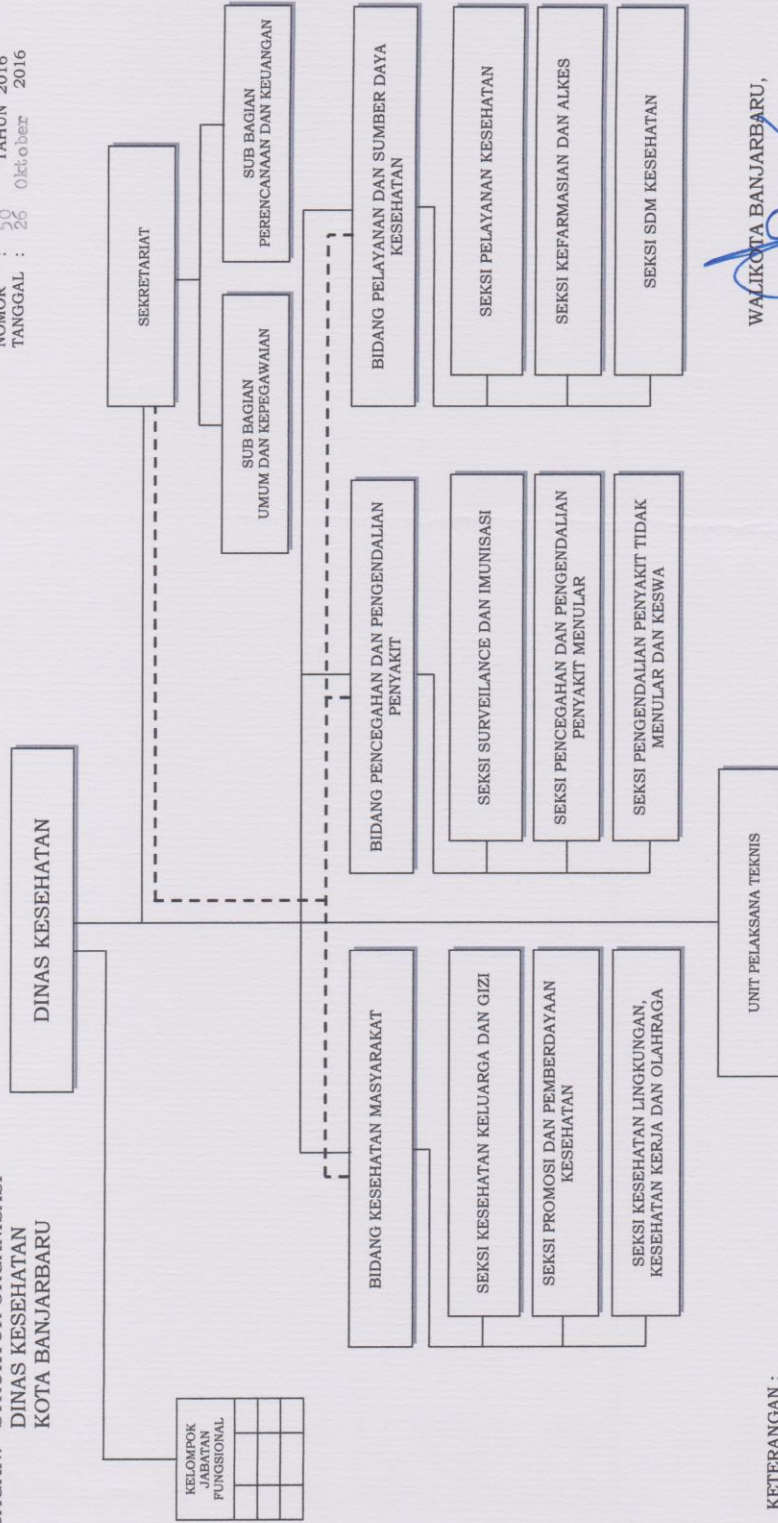 DINAS KESEHATAN
KOTA BANJARBARU
NOMOR : 50 TAHUN 2016
TANGGAL : 26 Oktober 2016
DINAS KESEHATAN
KELOMPOK
JABATAN
FUNGSIONAL
SEKRETARIAT
SUB BAGIAN
UMUM DAN KEPEGAWAIAN
SUB BAGIAN
PERENCANAAN DAN KEUANGAN
BIDANG KESEHATAN MASYARAKAT
SEKSI KESEHATAN KELUARGA DAN GIZI
SEKSI PROMOSI DAN PEMBERDAYAAN
KESEHATAN
SEKSI KESEHATAN LINGKUNGAN,
KESEHATAN KERJA DAN OLAHRAGA
BIDANG PENCEGAHAN DAN PENGENDALIAN
PENYAKIT
SEKSI SURVEILANCE DAN IMUNISASI
SEKSI PENCEGAHAN DAN PENGENDALIAN
PENYAKIT MENULAR
SEKSI PENGENDALIAN PENYAKIT TIDAK
MENULAR DAN KESWA
BIDANG PELAYANAN DAN SUMBER DAYA
KESEHATAN
SEKSI PELAYANAN KESEHATAN
SEKSI KEFARMASIAN DAN ALKES
SEKSI SDM KESEHATAN
UNIT PELAKSANA TEKNIS
KETERANGAN :
WALIKOTA BANJARBARU,